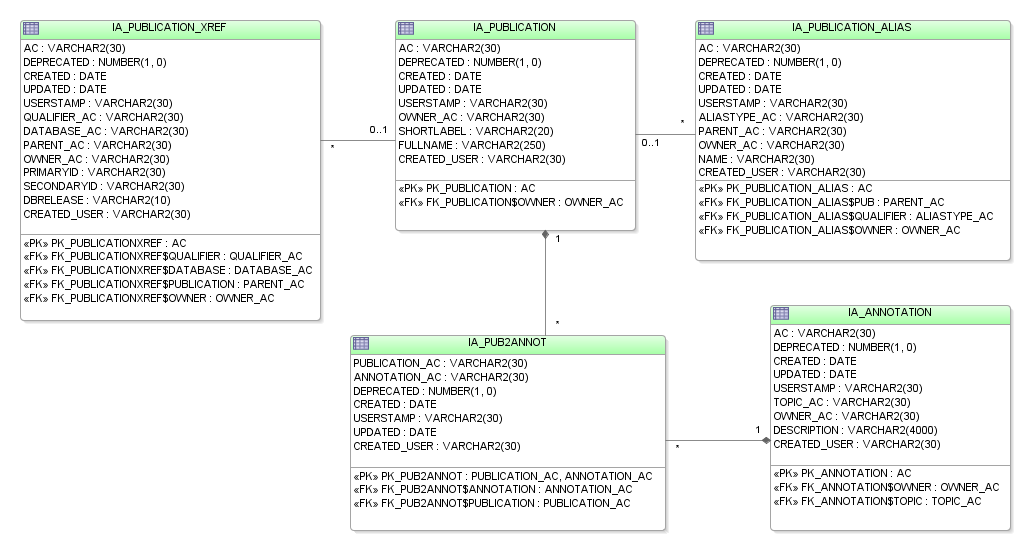 IA_PUBLICATION_XREF
AC : VARCHAR2(30)
DEPRECATED : NUMBER(1, 0)
CREATED : DATE
UPDATED : DATE
USERSTAMP : VARCHAR2(30)
QUALIFIER_AC : VARCHAR2(30)
DATABASE_AC : VARCHAR2(30)
PARENT_AC : VARCHAR2(30)
OWNER_AC : VARCHAR2(30)
PRIMARYID : VARCHAR2(30)
SECONDARYID : VARCHAR2(30)
DBRELEASE : VARCHAR2(10)
CREATED_USER : VARCHAR2(30)
«PK» PK_PUBLICATIONXREF : AC
«FK» FK_PUBLICATIONXREF$QUALIFIER : QUALIFIER_AC
«FK» FK_PUBLICATIONXREF$DATABASE : DATABASE_AC
«FK» FK_PUBLICATIONXREF$PUBLICATION : PARENT_AC
«FK» FK_PUBLICATIONXREF$OWNER : OWNER_AC
*
0..1
IA_PUBLICATION
AC : VARCHAR2(30)
DEPRECATED : NUMBER(1, 0)
CREATED : DATE
UPDATED : DATE
USERSTAMP : VARCHAR2(30)
OWNER_AC : VARCHAR2(30)
SHORTLABEL : VARCHAR2(20)
FULLNAME : VARCHAR2(250)
CREATED_USER : VARCHAR2(30)
«PK» PK_PUBLICATION : AC
«FK» FK_PUBLICATION$OWNER : OWNER_AC
0..1
*
IA_PUBLICATION_ALIAS
AC : VARCHAR2(30)
DEPRECATED : NUMBER(1, 0)
CREATED : DATE
UPDATED : DATE
USERSTAMP : VARCHAR2(30)
ALIASTYPE_AC : VARCHAR2(30)
PARENT_AC : VARCHAR2(30)
OWNER_AC : VARCHAR2(30)
NAME : VARCHAR2(30)
CREATED_USER : VARCHAR2(30)
«PK» PK_PUBLICATION_ALIAS : AC
«FK» FK_PUBLICATION_ALIAS$PUB : PARENT_AC
«FK» FK_PUBLICATION_ALIAS$QUALIFIER : ALIASTYPE_AC
«FK» FK_PUBLICATION_ALIAS$OWNER : OWNER_AC
1
*
IA_PUB2ANNOT
PUBLICATION_AC : VARCHAR2(30)
ANNOTATION_AC : VARCHAR2(30)
DEPRECATED : NUMBER(1, 0)
CREATED : DATE
USERSTAMP : VARCHAR2(30)
UPDATED : DATE
CREATED_USER : VARCHAR2(30)
«PK» PK_PUB2ANNOT : PUBLICATION_AC, ANNOTATION_AC
«FK» FK_PUB2ANNOT$ANNOTATION : ANNOTATION_AC
«FK» FK_PUB2ANNOT$PUBLICATION : PUBLICATION_AC
*
1
IA_ANNOTATION
AC : VARCHAR2(30)
DEPRECATED : NUMBER(1, 0)
CREATED : DATE
UPDATED : DATE
USERSTAMP : VARCHAR2(30)
TOPIC_AC : VARCHAR2(30)
OWNER_AC : VARCHAR2(30)
DESCRIPTION : VARCHAR2(4000)
CREATED_USER : VARCHAR2(30)
«PK» PK_ANNOTATION : AC
«FK» FK_ANNOTATION$OWNER : OWNER_AC
«FK» FK_ANNOTATION$TOPIC : TOPIC_AC